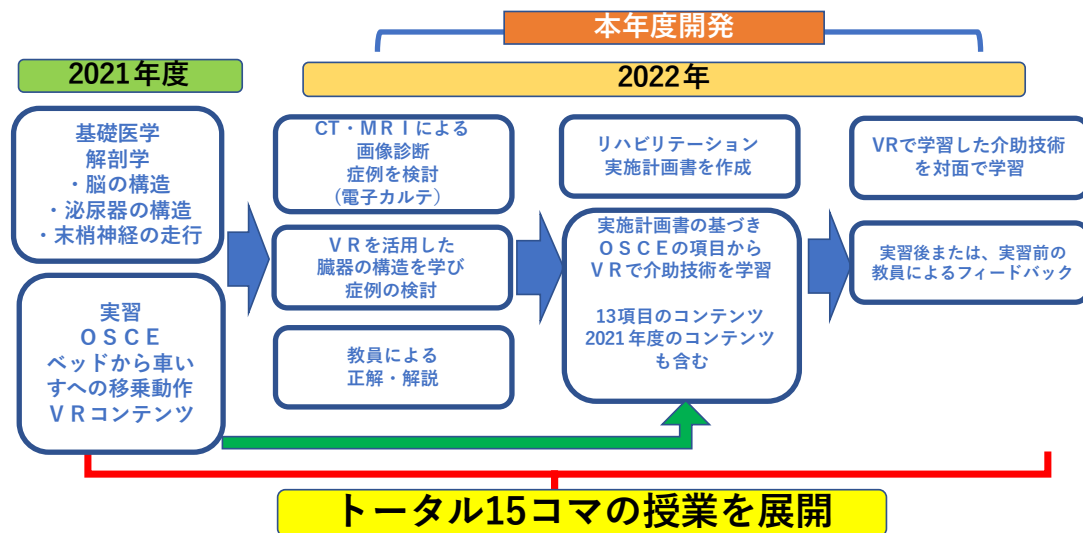 本年度開発
2021年度
2022年
基礎医学
解剖学
・脳の構造
・泌尿器の構造
・末梢神経の走行
実習
ＯＳＣＥ
ベッドから車い
すへの移乗動作
ＶＲコンテンツ
CT・ＭＲＩによる
画像診断
症例を検討
(電子カルテ）
ＶＲを活用した
臓器の構造を学び
症例の検討
教員による
正解・解説
リハビリテーション
実施計画書を作成
実施計画書の基づき
ＯＳＣＥの項目から
ＶＲで介助技術を学習
13項目のコンテンツ
2021年度のコンテンツ
も含む
VRで学習した介助技術
を対面で学習
実習後または、実習前の
教員によるフィードバック
トータル15コマの授業を展開